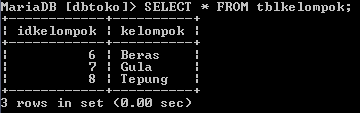 MariaDB [dbtoko]> SELECT * FROM tblkelompok;
+------------+----------+
| idkelompok | kelompok |
+------------+----------+
|          6 | Beras    |
|          7 | Gula     |
|          8 | Tepung   |
+------------+----------+
3 rows in set (0.00 sec)